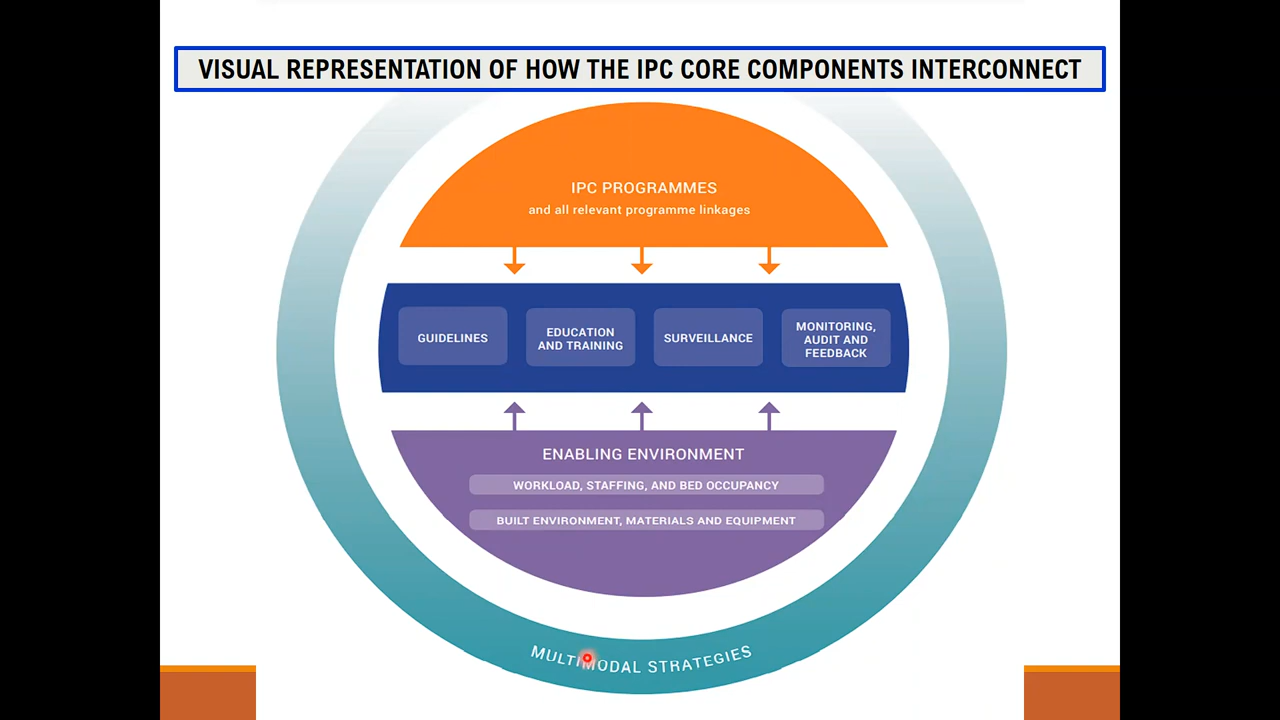 VISUAL REPRESENTATION OF HOW THE IPC CORE COMPONENTS INTERCONNECT
IPC PROGRAMMES
and all relevant programme linkages
GUIDELINES
EDUCATION
AND TRAINING
SURVEILLANCE
MONITORING,
AUDIT AND
FEEDBACK
ENABLING ENVIRONMENT
WORKLOAD, STAFFING, AND BED OCCUPANCY
BUILT ENVIRONMENT, MATERIALS AND EQUIPMENT
MULTIMODAL STRATEGIES